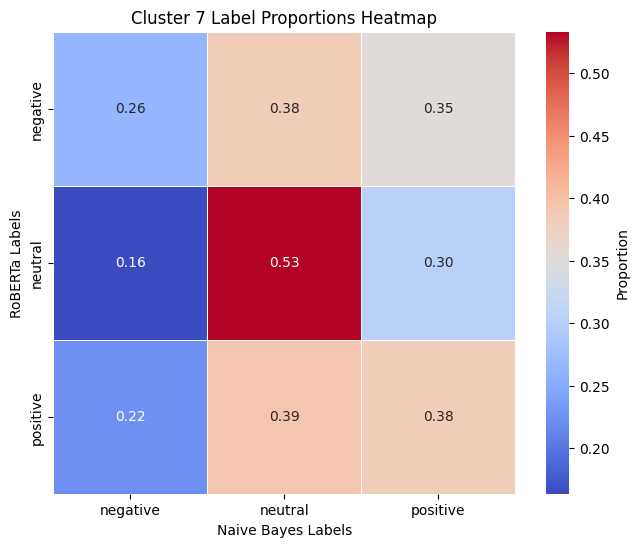 Cluster 7 Label Proportions Heatmap
RoBERTa Labels
negative
neutral
positive
0.26 0.38 0.35
0.16 0.53 0.30
0.22 0.39 0.38
negative neutral positive
Naive Bayes Labels
0.50
0.45
0.40
0.35
0.30
0.25
0.20
Proportion